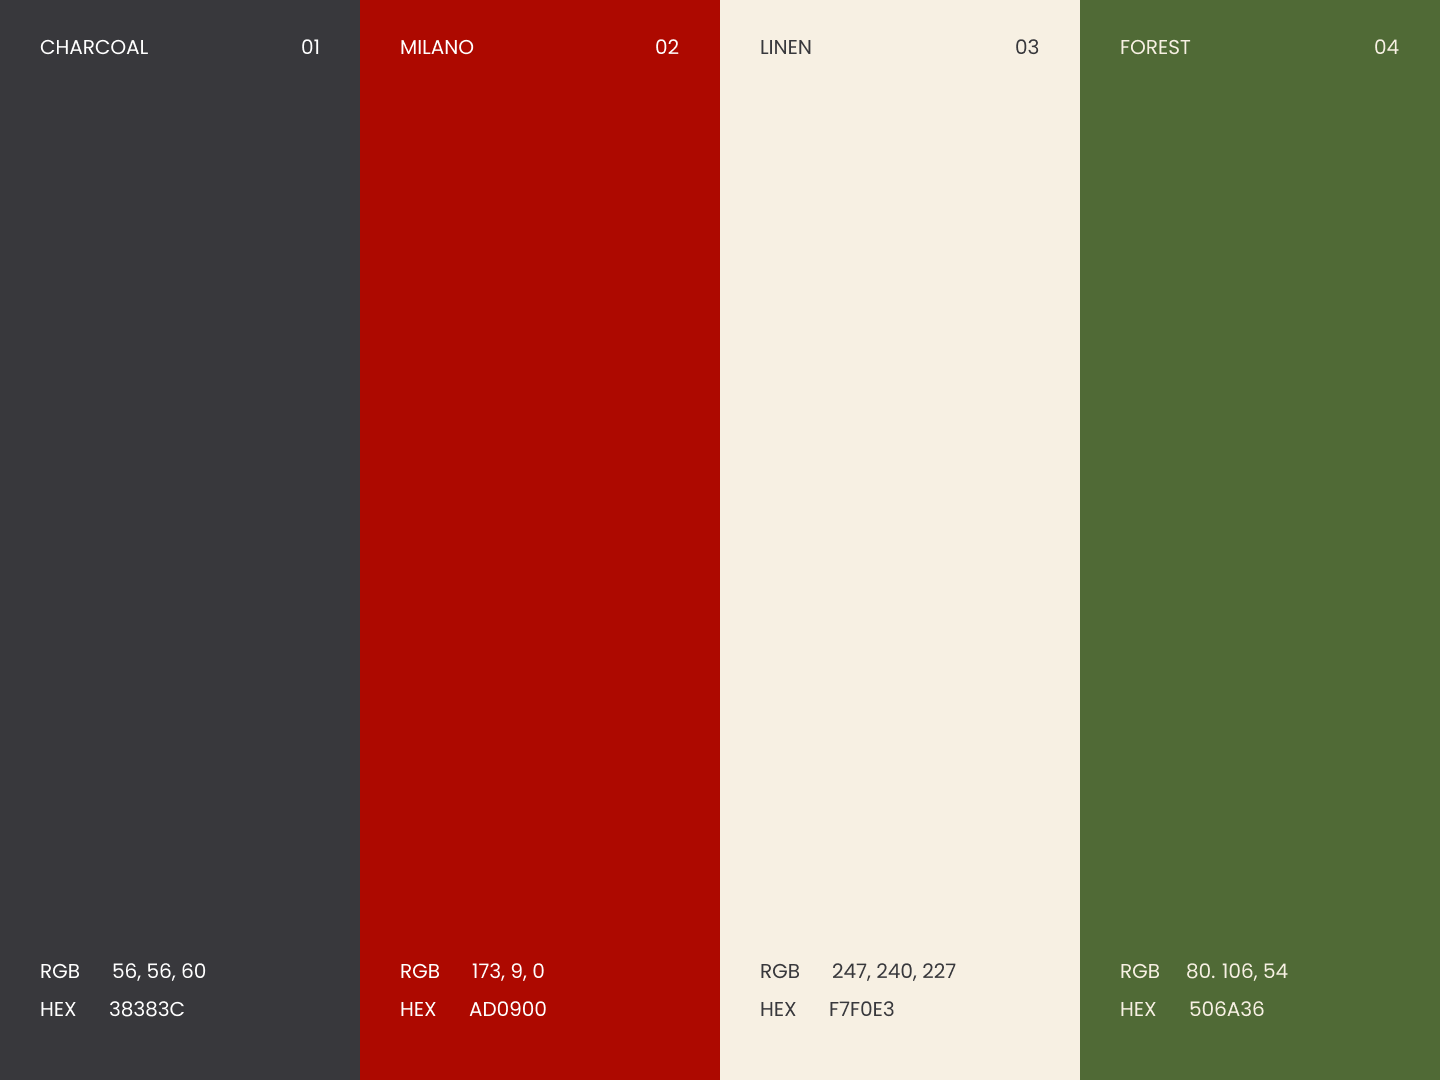 CHARCOAL 01
RGB 56, 56, 60
HEX 38383C
MILANO 02
RGB 173, 9, 0
HEX AD0900
LINEN 03
RGB 247, 240, 227
HEX F7F0E3
FOREST 04
RGB 80. 106, 54
HEX 506A36